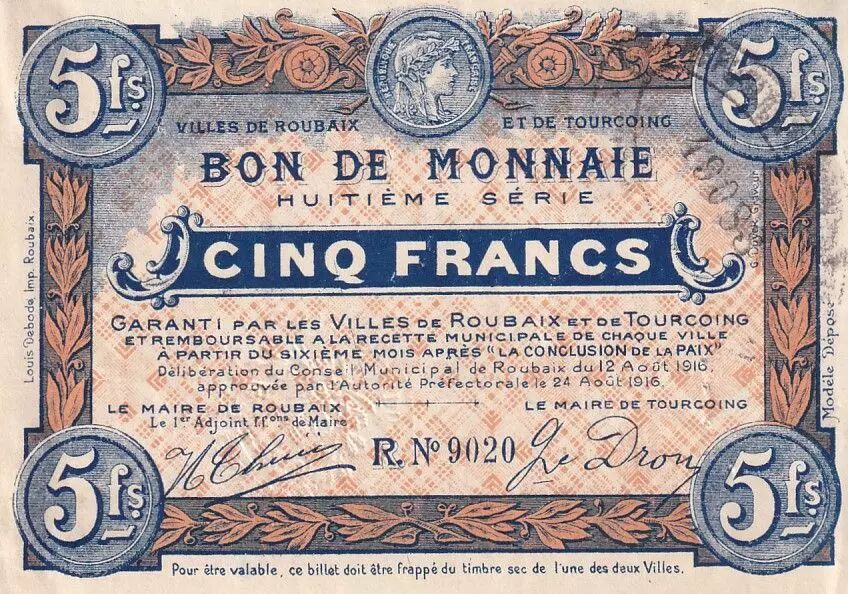 5 fs.
5 fs.
RÉPUBLIQUE FRANÇAISE
VILLES DE ROUBAIX ET DE TOURCOING
BON DE MONNAIE
HUITIÈME SÉRIE
CINQ FRANCS
GARANTI PAR LES VILLES DE ROUBAIX ET DE TOURCOING
ET REMBOURSABLE A LA RECETTE MUNICIPALE DE CHAQUE VILLE
À PARTIR DU SIXIÈME MOIS APRÈS "LA CONCLUSION DE LA PAIX"
Délibération du Conseil Municipal de Roubaix du 12 Août 1916.
approuvée par l'Autorité Préfectorale le 24 Août 1916.
LE MAIRE DE ROUBAIX LE MAIRE DE TOURCOING
Le 1er Adjoint f.fons de Maire
R. No 9020
G. Dron
5 fs.
5 fs.
Pour être valable, ce billet doit être frappé du timbre sec de l'une des deux Villes.
Louis Debode Imp. Roubaix.
Modèle Déposé